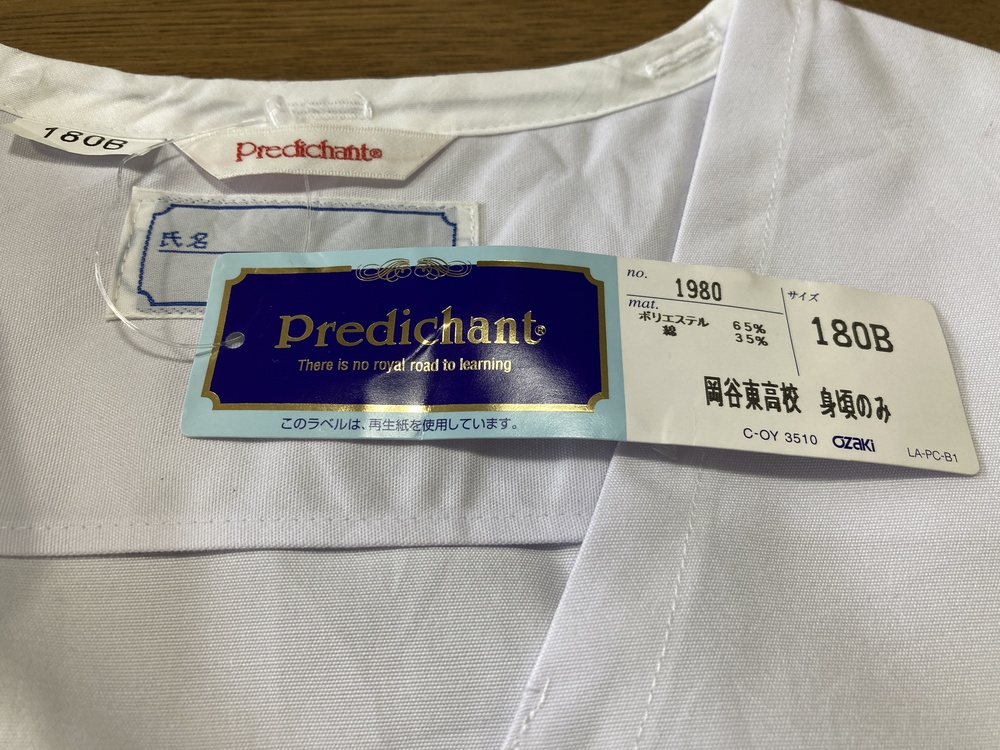 180B
Predichant®
氏名
Predichant®
There is no royal road to learning
このラベルは、再生紙を使用しています。
no. 1980
mat.
ポリエステル 65%
綿 35%
サイズ
180B
岡谷東高校 身頃のみ
C-OY 3510 ozaki LA-PC-B1